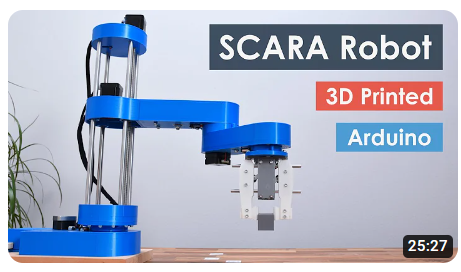 SCARA Robot
3D Printed
Arduino
25:27